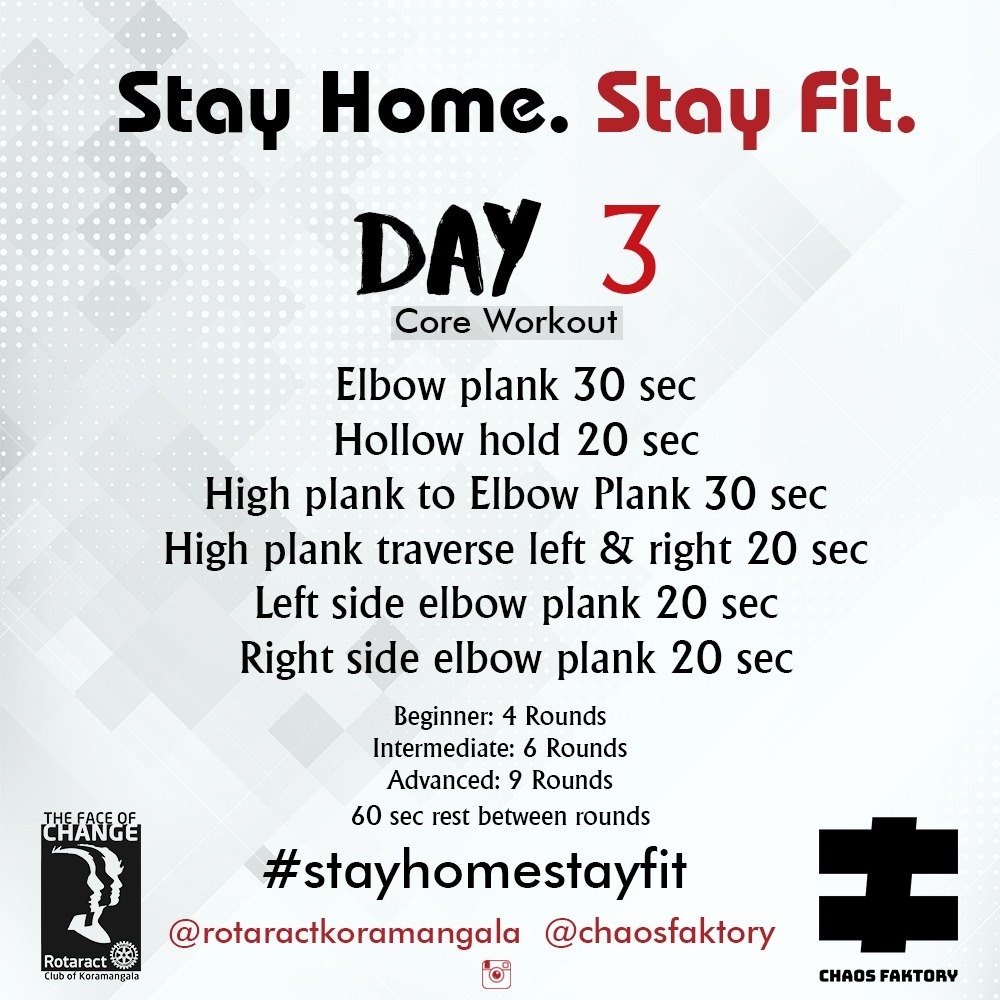 Stay Home. Stay Fit.
DAY 3
Core Workout
Elbow plank 30 sec
Hollow hold 20 sec
High plank to Elbow Plank 30 sec
High plank traverse left & right 20 sec
Left side elbow plank 20 sec
Right side elbow plank 20 sec
Beginner: 4 Rounds
Intermediate: 6 Rounds
Advanced: 9 Rounds
60 sec rest between rounds
#stayhomestayfit
@rotaractkoramangala @chaosfaktory
THE FACE OF
CHANGE
Rotaract
Club of Koramangala
CHAOS FAKTORY